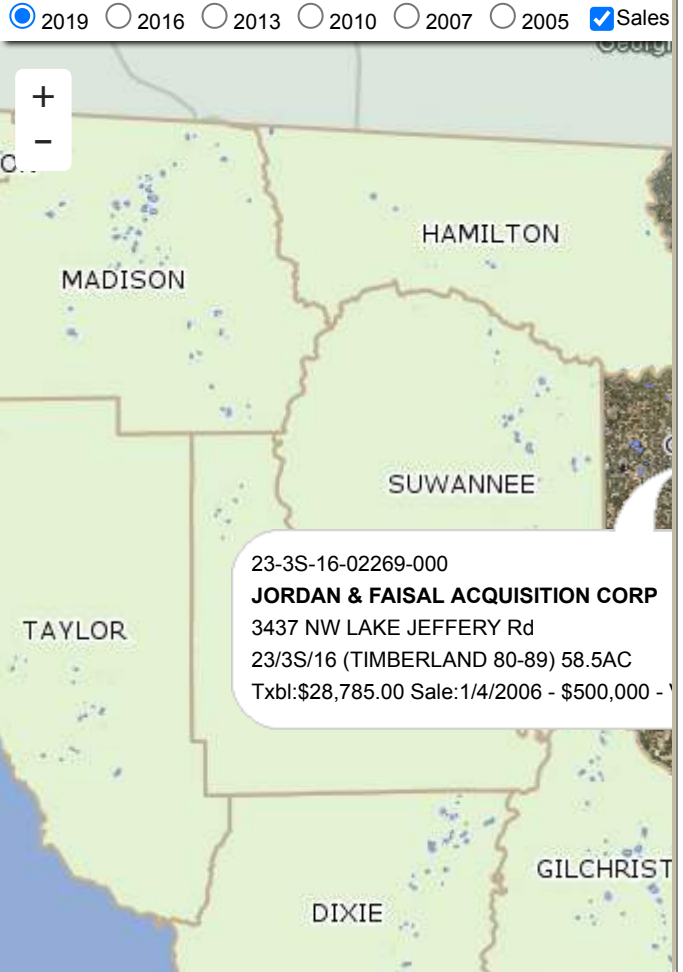 2019 2016 2013 2010 2007 2005 Sales
+
−
HAMILTON
MADISON
SUWANNEE
23-3S-16-02269-000
JORDAN & FAISAL ACQUISITION CORP
3437 NW LAKE JEFFERY Rd
23/3S/16 (TIMBERLAND 80-89) 58.5AC
Txbl:$28,785.00 Sale:1/4/2006 - $500,000 -
TAYLOR
GILCHRIST
DIXIE